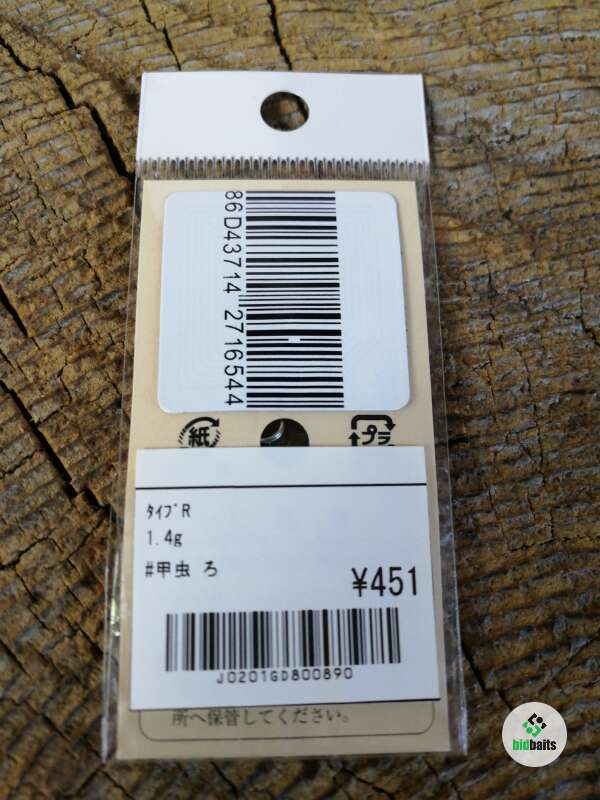 86D43714 2716544
紙
プラ
ﾀｲﾌﾟR
1.4g
#甲虫 ろ
¥451
J0201GD800890
所へ保管してください。
bidbaits